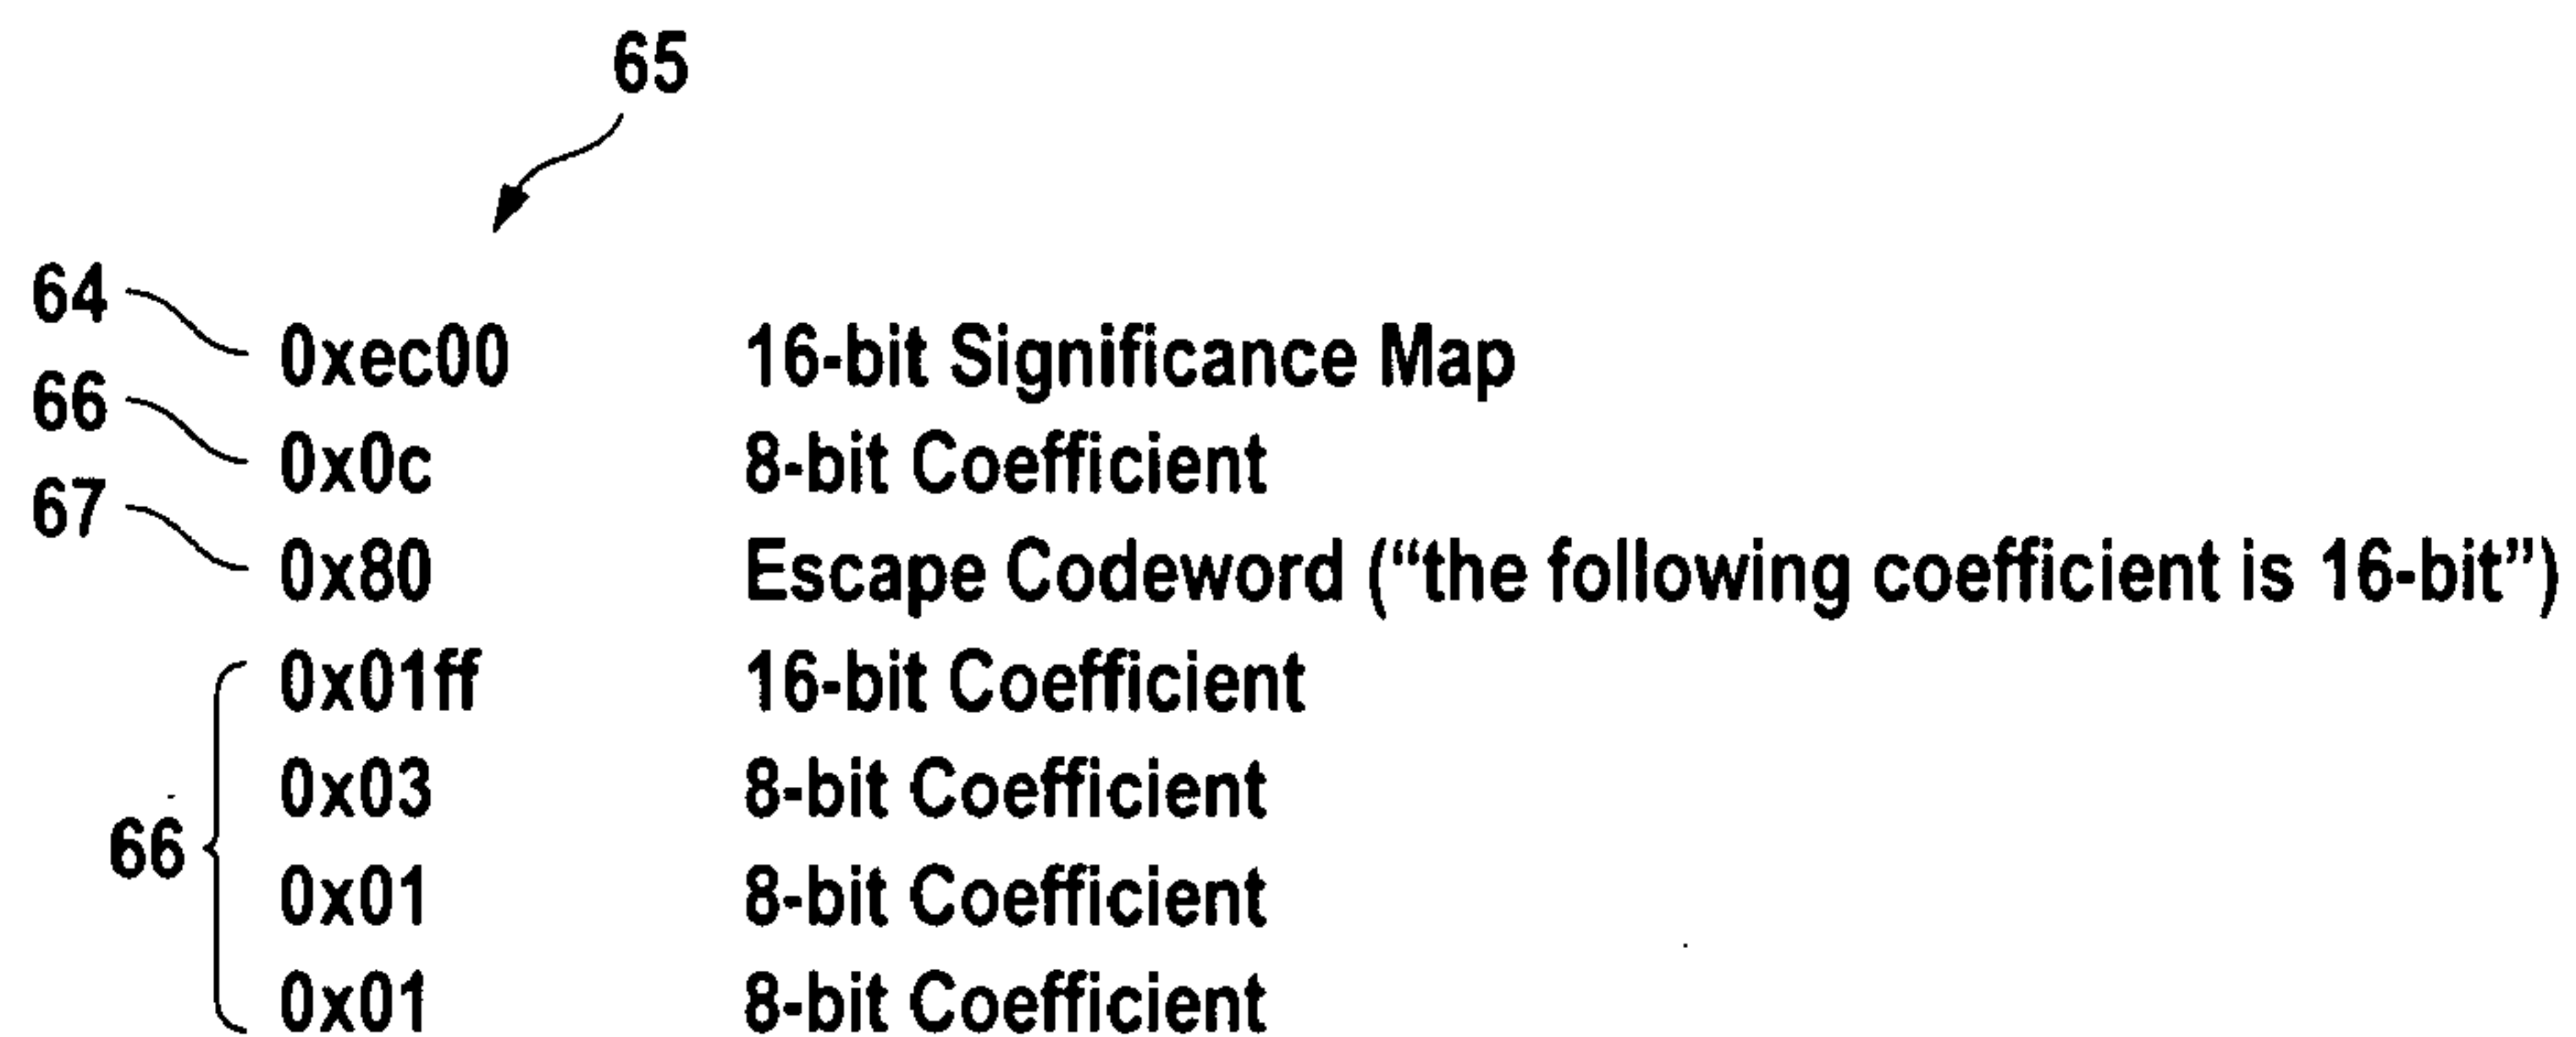 65
64 0xec00 16-bit Significance Map
66 0x0c 8-bit Coefficient
67 0x80 Escape Codeword (“the following coefficient is 16-bit”)
0x01ff 16-bit Coefficient
0x03 8-bit Coefficient
66
0x01 8-bit Coefficient
0x01 8-bit Coefficient